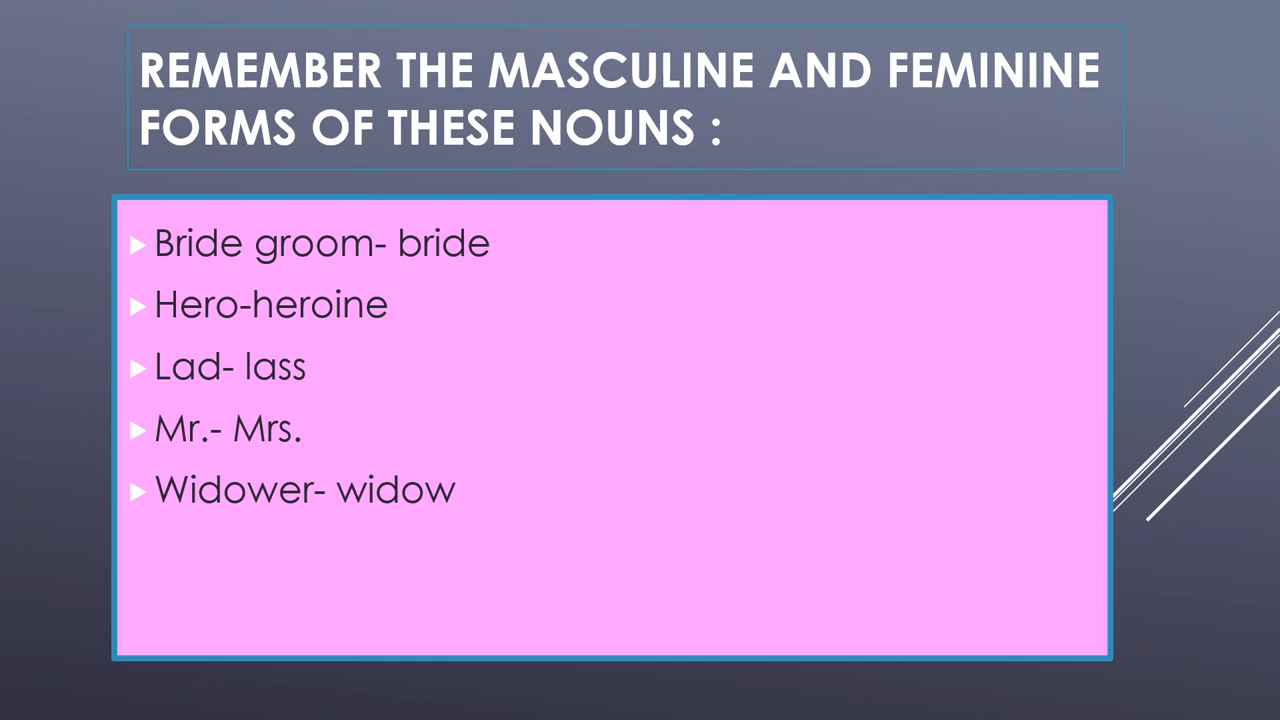 REMEMBER THE MASCULINE AND FEMININE
FORMS OF THESE NOUNS :
Bride groom- bride
Hero-heroine
Lad- lass
Mr.- Mrs.
Widower- widow